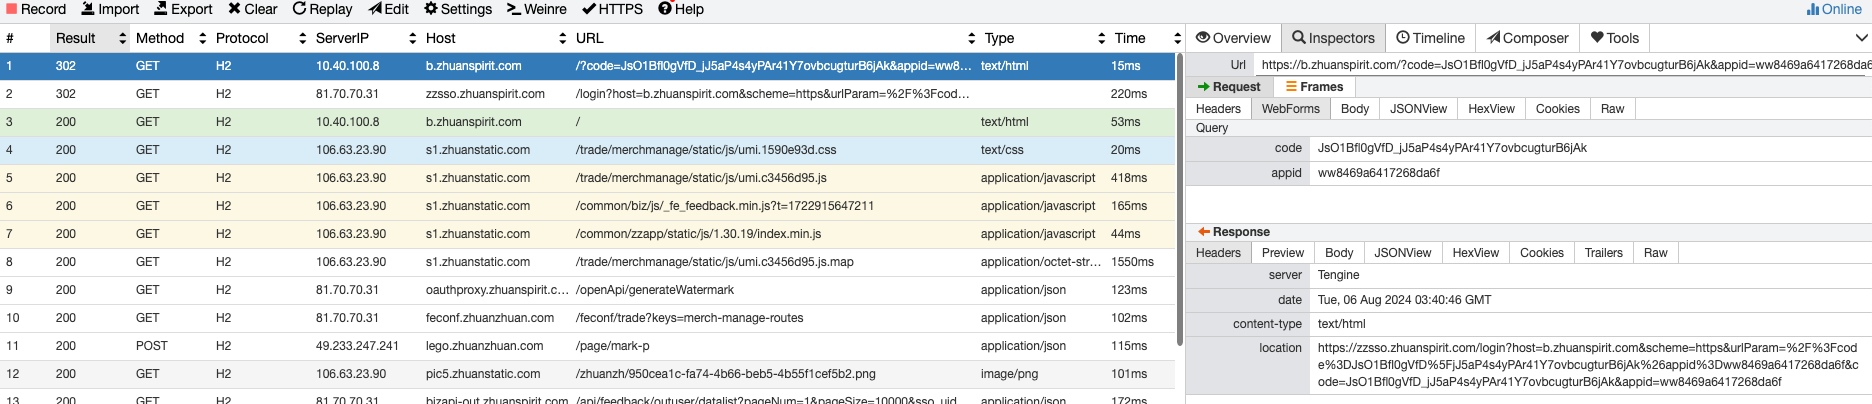 Record Import Export Clear Replay Edit Settings Weinre HTTPS Help Online
# Result Method Protocol ServerIP Host URL Type Time
1 302 GET H2 10.40.100.8 b.zhuanspirit.com /?code=JsO1Bfl0gVfD_jJ5aP4s4yPAr41Y7ovbcugturB6jAk&appid=ww8... text/html 15ms
2 302 GET H2 81.70.70.31 zzsso.zhuanspirit.com /login?host=b.zhuanspirit.com&scheme=https&urlParam=%2F%3Fcod... 220ms
3 200 GET H2 10.40.100.8 b.zhuanspirit.com / text/html 53ms
4 200 GET H2 106.63.23.90 s1.zhuanstatic.com /trade/merchmanage/static/js/umi.1590e93d.css text/css 20ms
5 200 GET H2 106.63.23.90 s1.zhuanstatic.com /trade/merchmanage/static/js/umi.c3456d95.js application/javascript 418ms
6 200 GET H2 106.63.23.90 s1.zhuanstatic.com /common/biz/js/_fe_feedback.min.js?t=1722915647211 application/javascript 165ms
7 200 GET H2 106.63.23.90 s1.zhuanstatic.com /common/zzapp/static/js/1.30.19/index.min.js application/javascript 44ms
8 200 GET H2 106.63.23.90 s1.zhuanstatic.com /trade/merchmanage/static/js/umi.c3456d95.js.map application/octet-str... 1550ms
9 200 GET H2 81.70.70.31 oauthproxy.zhuanspirit.c... /openApi/generateWatermark application/json 123ms
10 200 GET H2 81.70.70.31 feconf.zhuanzhuan.com /feconf/trade?keys=merch-manage-routes application/json 102ms
11 200 POST H2 49.233.247.241 lego.zhuanzhuan.com /page/mark-p application/json 115ms
12 200 GET H2 106.63.23.90 pic5.zhuanstatic.com /zhuanzh/950cea1c-fa74-4b66-beb5-4b55f1cef5b2.png image/png 101ms
13 200 GET H2 81.70.70.31 bizapi-out.zhuanspirit.com /api/feedback/outuser/datalist?pageNum=1&pageSize=10000&sso_uid application/json 172ms
Overview Inspectors Timeline Composer Tools
Url https://b.zhuanspirit.com/?code=JsO1Bfl0gVfD_jJ5aP4s4yPAr41Y7ovbcugturB6jAk&appid=ww8469a6417268da6
Request Frames
Headers WebForms Body JSONView HexView Cookies Raw
Query
code JsO1Bfl0gVfD_jJ5aP4s4yPAr41Y7ovbcugturB6jAk
appid ww8469a6417268da6f
Response
Headers Preview Body JSONView HexView Cookies Trailers Raw
server Tengine
date Tue, 06 Aug 2024 03:40:46 GMT
content-type text/html
location https://zzsso.zhuanspirit.com/login?host=b.zhuanspirit.com&scheme=https&urlParam=%2F%3Fcod
e%3DJsO1Bfl0gVfD%5FjJ5aP4s4yPAr41Y7ovbcugturB6jAk%26appid%3Dww8469a6417268da6f&c
ode=JsO1Bfl0gVfD_jJ5aP4s4yPAr41Y7ovbcugturB6jAk&appid=ww8469a6417268da6f